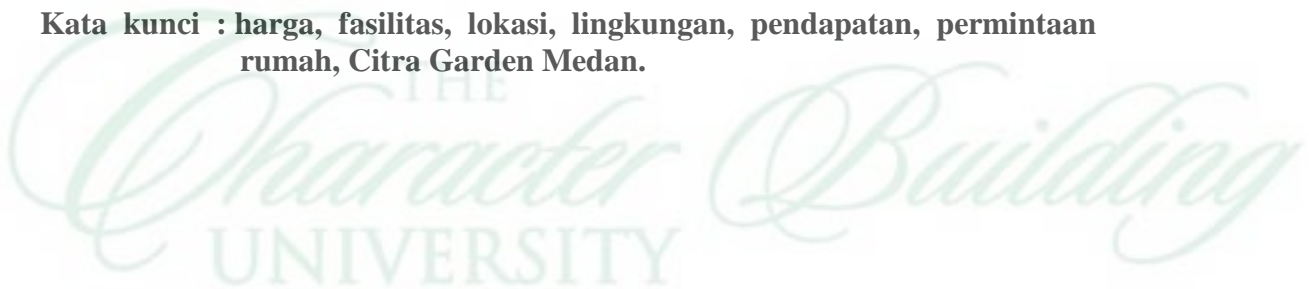 Kata kunci : harga, fasilitas, lokasi, lingkungan, pendapatan, permintaan
rumah, Citra Garden Medan.
THE
Character Building
UNIVERSITY